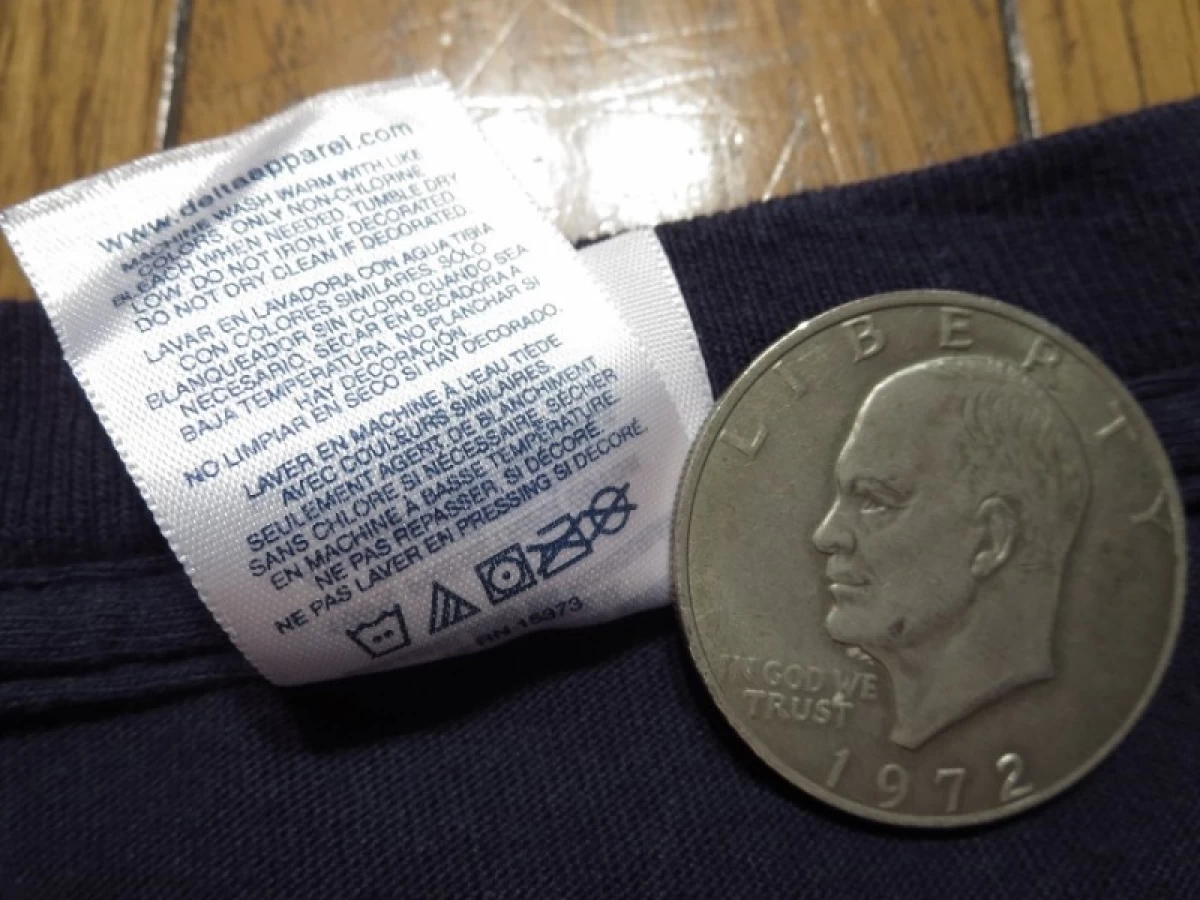 www.deltaapparel.com
MACHINE WASH WARM WITH LIKE
COLORS. ONLY NON-CHLORINE
BLEACH WHEN NEEDED. TUMBLE DRY
LOW. DO NOT IRON IF DECORATED
DO NOT DRY CLEAN IF DECORATED.
LAVAR EN LAVADORA CON AGUA TIBIA
CON COLORES SIMILARES. SÓLO
BLANQUEADOR SIN CLORO CUANDO SEA
NECESARIO. SECAR EN SECADORA A
BAJA TEMPERATURA. NO PLANCHAR SI
HAY DECORACIÓN.
NO LIMPIAR EN SECO SI HAY DECORADO.
LAVER EN MACHINE À L'EAU TIÈDE
AVEC COULEURS SIMILAIRES.
SEULEMENT AGENT DE BLANCHIMENT
SANS CHLORE SI NÉCESSAIRE. SÉCHER
EN MACHINE À BASSE TEMPÉRATURE.
NE PAS REPASSER, SI DÉCORÉ.
NE PAS LAVER EN PRESSING SI DÉCORÉ.
RN 15373
LIBERTY
IN GOD WE
TRUST
1972